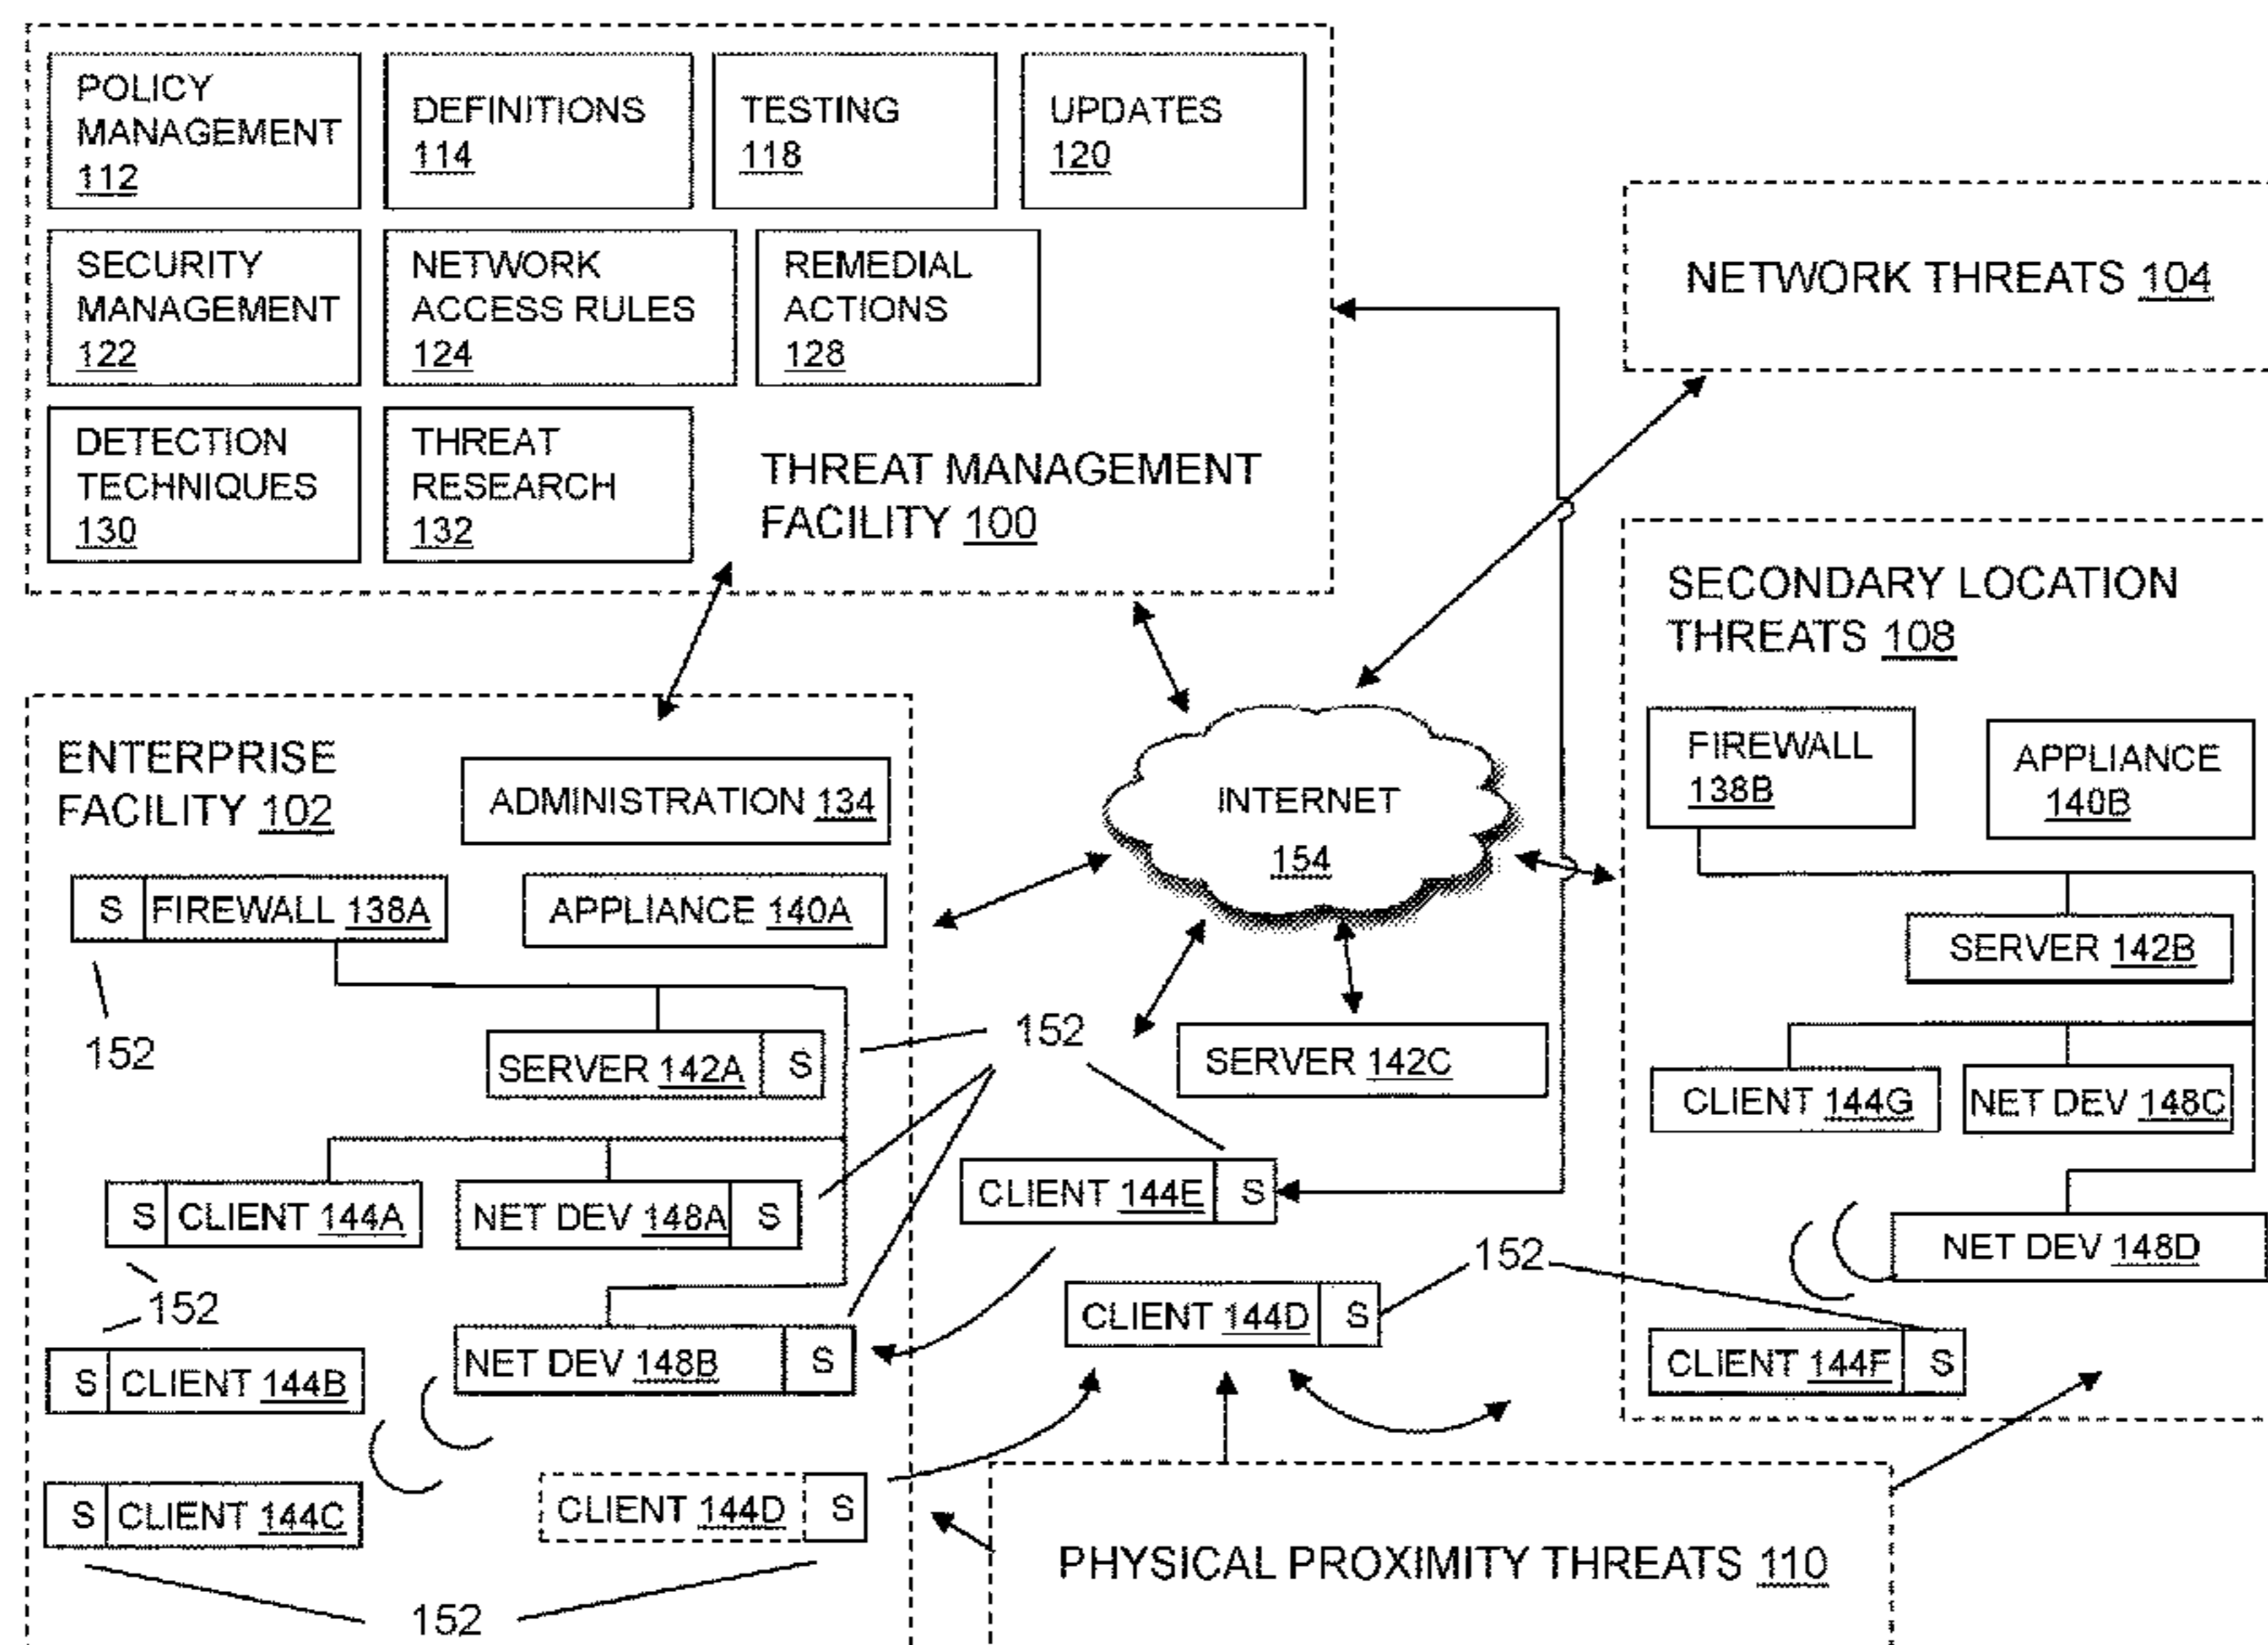 POLICY
MANAGEMENT
112
DEFINITIONS
114
TESTING
118
UPDATES
120
SECURITY
MANAGEMENT
122
NETWORK
ACCESS RULES
124
REMEDIAL
ACTIONS
128
DETECTION
TECHNIQUES
130
THREAT
RESEARCH
132
THREAT MANAGEMENT
FACILITY 100
NETWORK THREATS 104
SECONDARY LOCATION
THREATS 108
FIREWALL
138B
APPLIANCE
140B
SERVER 142B
CLIENT 144G
NET DEV 148C
NET DEV 148D
CLIENT 144F S
ENTERPRISE
FACILITY 102
ADMINISTRATION 134
S FIREWALL 138A
APPLIANCE 140A
152
SERVER 142A S
S CLIENT 144A
NET DEV 148A S
152
S CLIENT 144B
NET DEV 148B S
S CLIENT 144C
CLIENT 144D S
152
INTERNET
154
152
SERVER 142C
CLIENT 144E S
152
CLIENT 144D S
PHYSICAL PROXIMITY THREATS 110